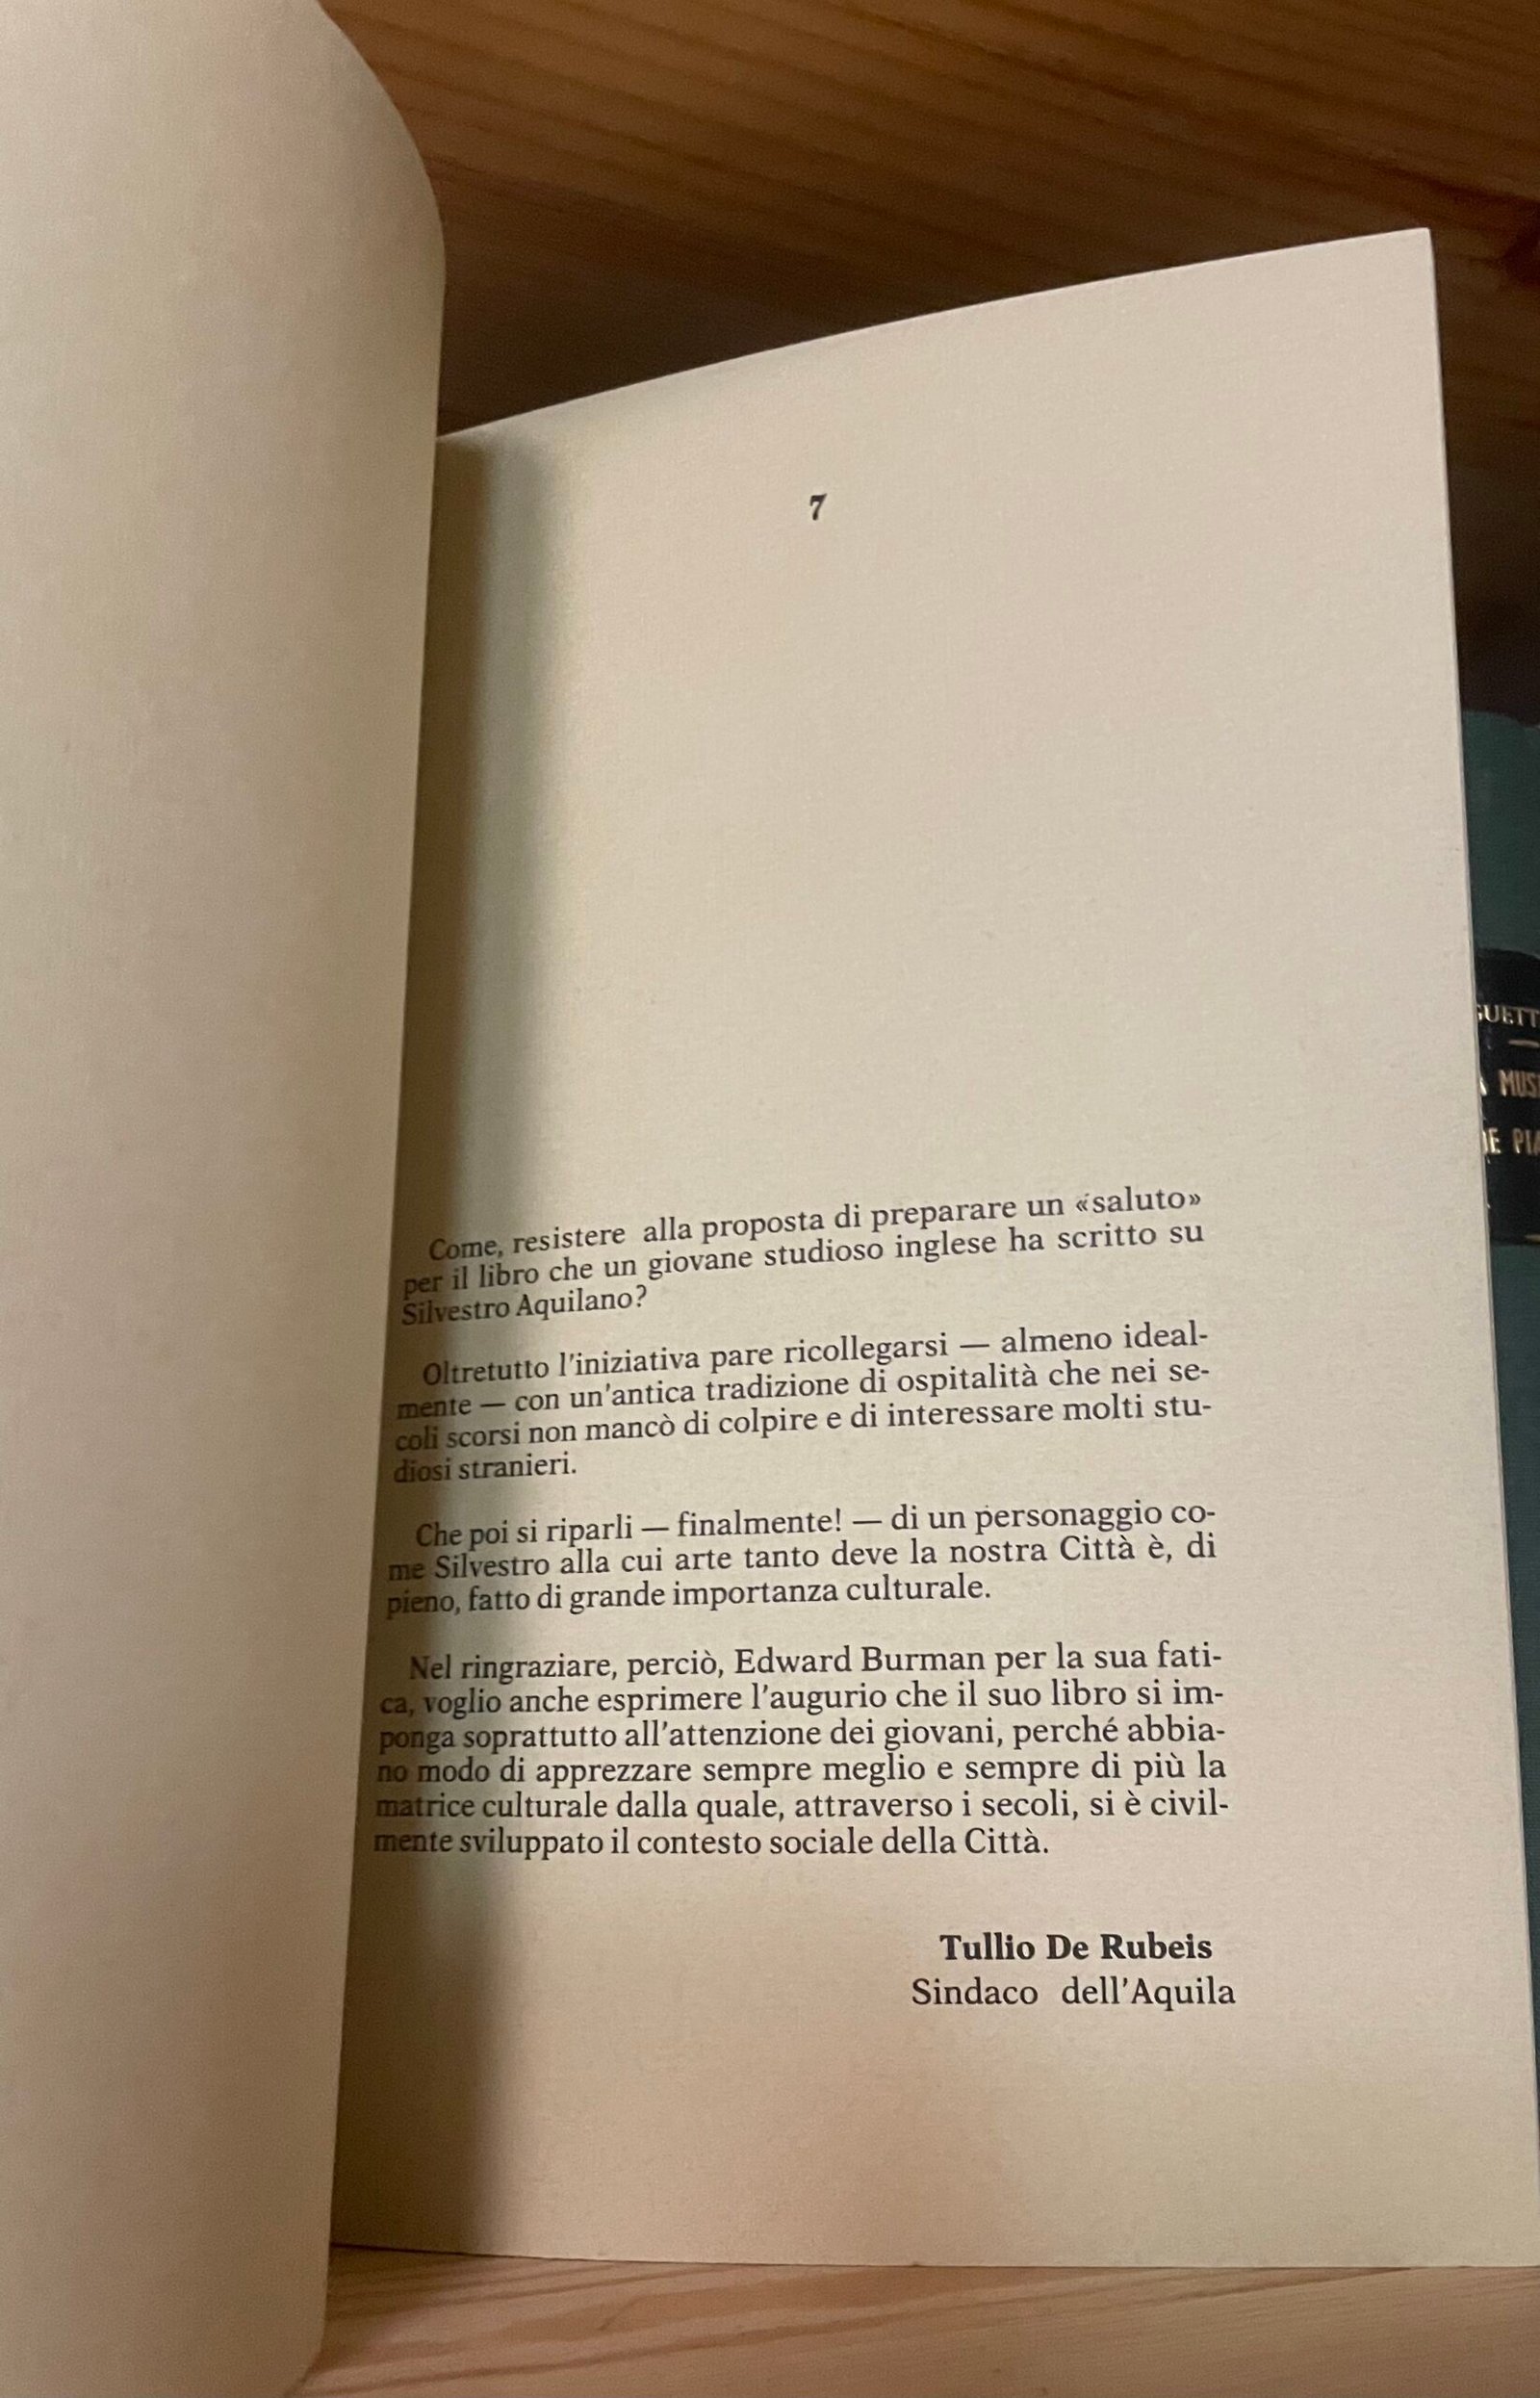 7
Come, resistere alla proposta di preparare un «saluto»
per il libro che un giovane studioso inglese ha scritto su
Silvestro Aquilano?
Oltretutto l'iniziativa pare ricollegarsi — almeno ideal-
mente — con un'antica tradizione di ospitalità che nei se-
coli scorsi non mancò di colpire e di interessare molti stu-
diosi stranieri.
Che poi si riparli — finalmente! — di un personaggio co-
me Silvestro alla cui arte tanto deve la nostra Città è, di
pieno, fatto di grande importanza culturale.
Nel ringraziare, perciò, Edward Burman per la sua fati-
ca, voglio anche esprimere l'augurio che il suo libro si im-
ponga soprattutto all'attenzione dei giovani, perché abbia-
no modo di apprezzare sempre meglio e sempre di più la
matrice culturale dalla quale, attraverso i secoli, si è civil-
mente sviluppato il contesto sociale della Città.
Tullio De Rubeis
Sindaco dell'Aquila